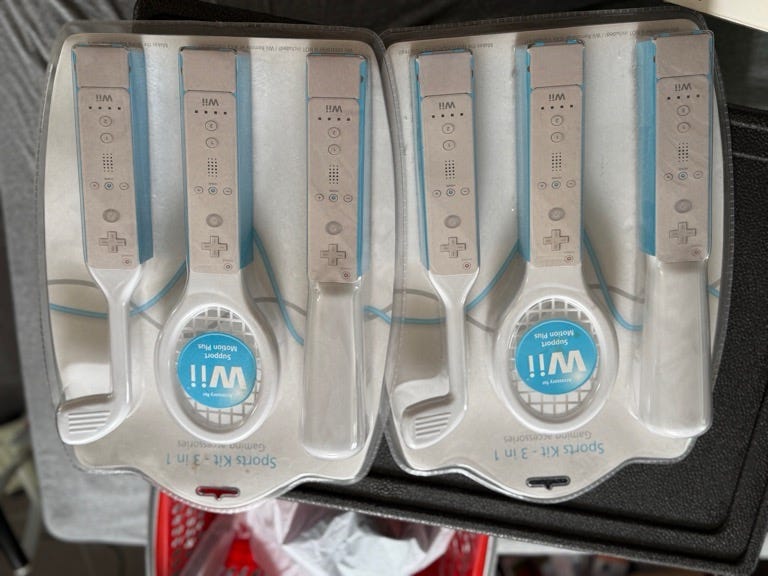 Sports Kit - 3 in 1
Gaming accessories
Accessory for
Wii
Support
Motion Plus
Wii
Wii
Wii
Sports Kit - 3 in 1
Gaming accessories
Accessory for
Wii
Support
Motion Plus
Wii
Wii
Wii